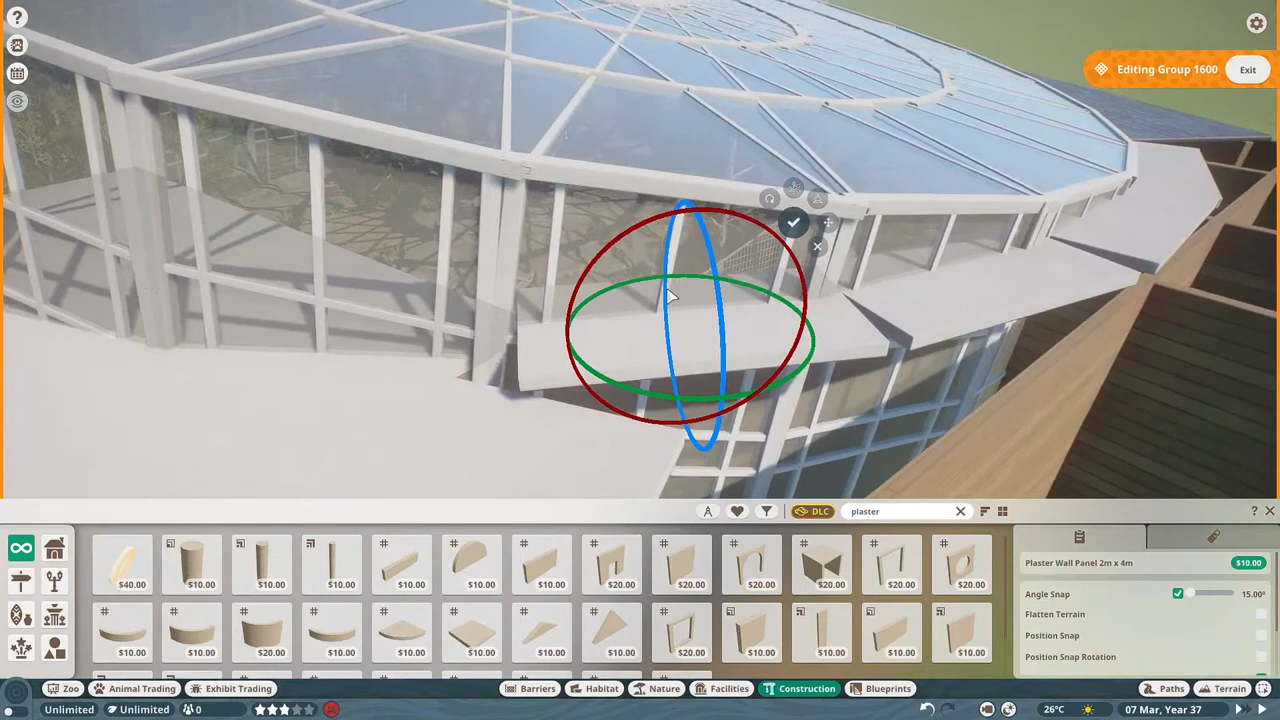 ?
Editing Group 1600
Exit
DLC
plaster
?
$40.00
$10.00
$10.00
$10.00
$10.00
$10.00
$10.00
$20.00
$20.00
$20.00
$20.00
$20.00
$10.00
$10.00
$10.00
$20.00
$10.00
$10.00
$10.00
$10.00
$10.00
$20.00
$10.00
$10.00
$10.00
$10.00
Plaster Wall Panel 2m x 4m
$10.00
Angle Snap
15.00°
Flatten Terrain
Position Snap
Position Snap Rotation
Zoo
Animal Trading
Exhibit Trading
Barriers
Habitat
Nature
Facilities
Construction
Blueprints
Paths
Terrain
Unlimited
Unlimited
0
26°C
07 Mar, Year 37